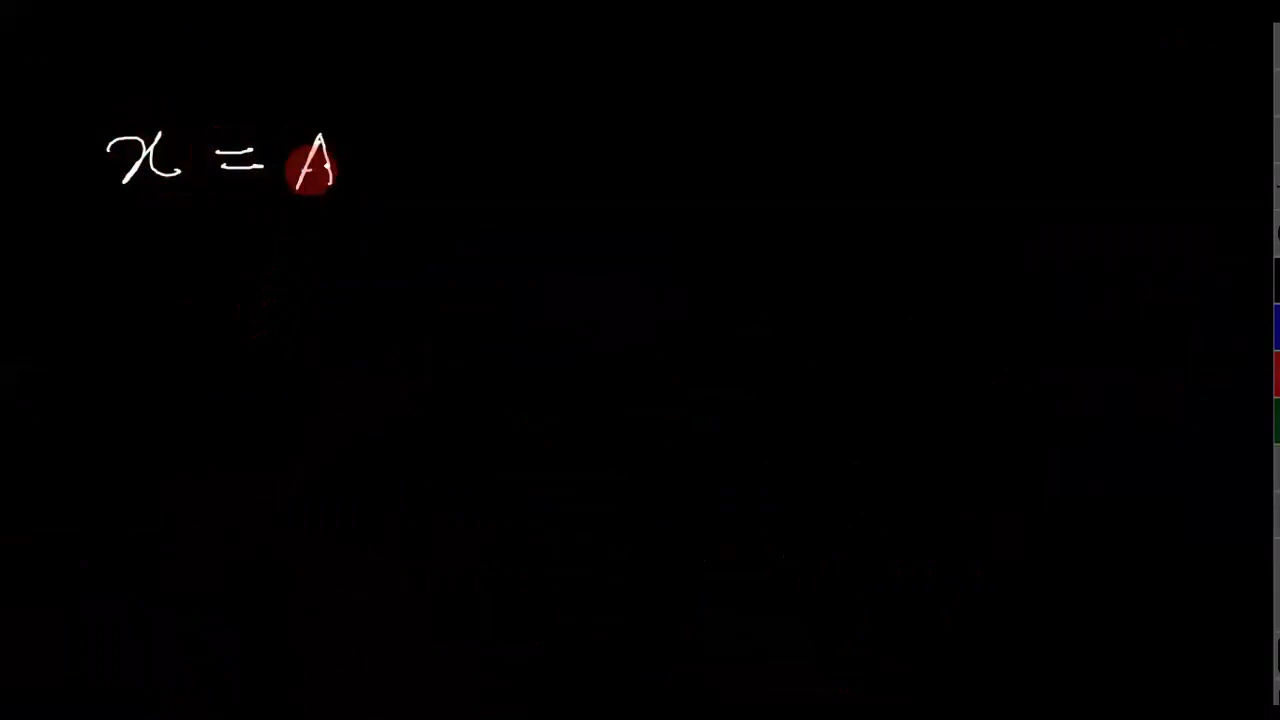 x = A